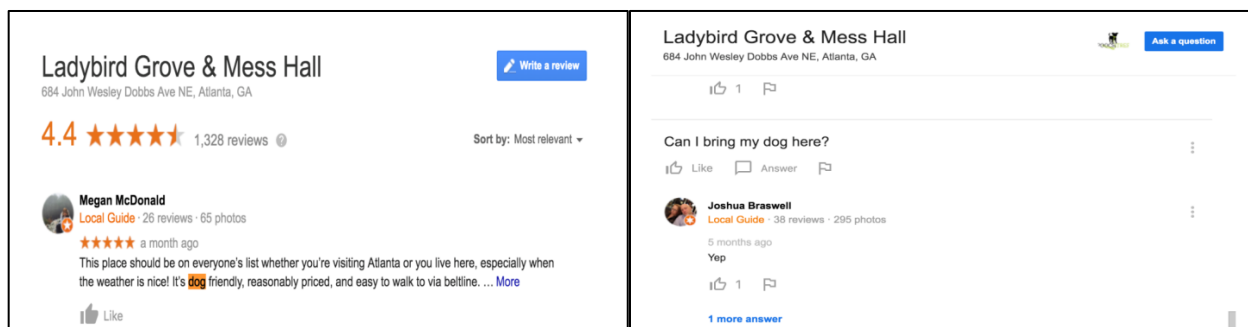 Ladybird Grove & Mess Hall
684 John Wesley Dobbs Ave NE, Atlanta, GA
Write a review
4.4 1,328 reviews ?
Sort by: Most relevant
Megan McDonald
Local Guide · 26 reviews · 65 photos
a month ago
This place should be on everyone's list whether you're visiting Atlanta or you live here, especially when
the weather is nice! It's dog friendly, reasonably priced, and easy to walk to via beltline. … More
Like
Ladybird Grove & Mess Hall
684 John Wesley Dobbs Ave NE, Atlanta, GA
Ask a question
1
Can I bring my dog here?
Like Answer
Joshua Braswell
Local Guide · 38 reviews · 295 photos
5 months ago
Yep
1
1 more answer